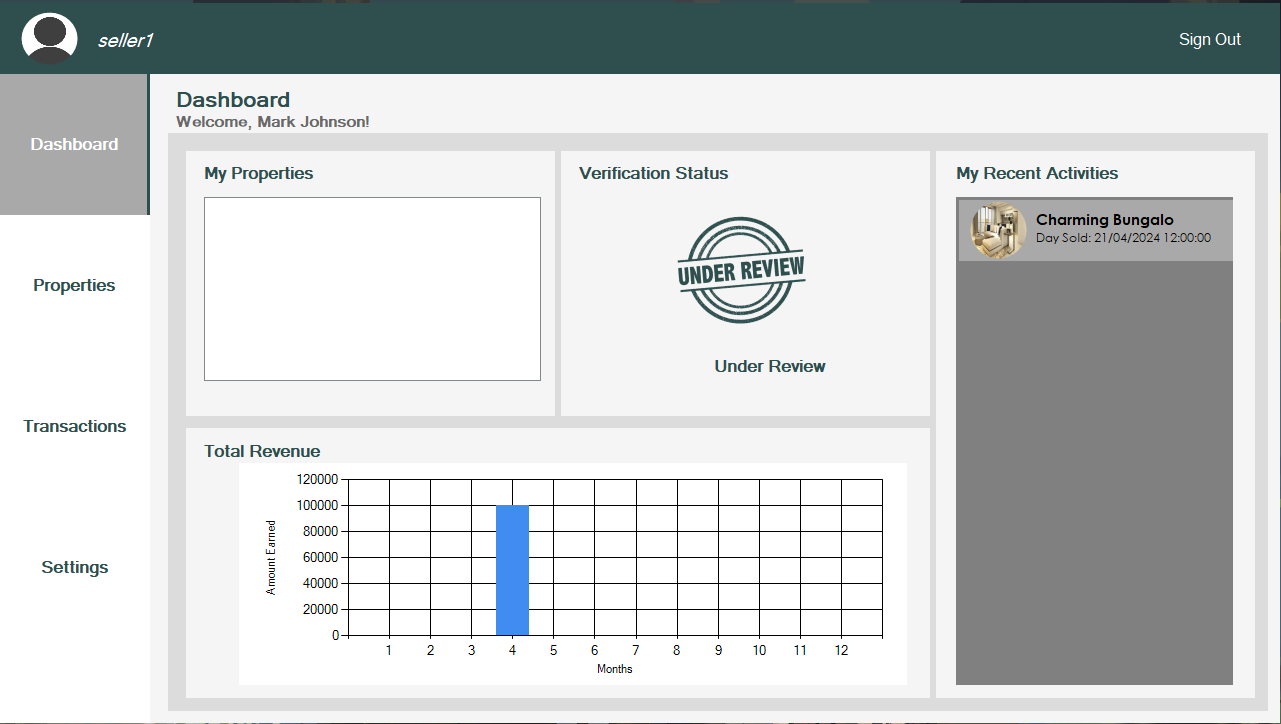 seller1
Sign Out
Dashboard
Properties
Transactions
Settings
Dashboard
Welcome, Mark Johnson!
My Properties
Verification Status
UNDER REVIEW
Under Review
My Recent Activities
Charming Bungalo
Day Sold: 21/04/2024 12:00:00
Total Revenue
120000
100000
80000
60000
40000
20000
0
Amount Earned
1 2 3 4 5 6 7 8 9 10 11 12
Months